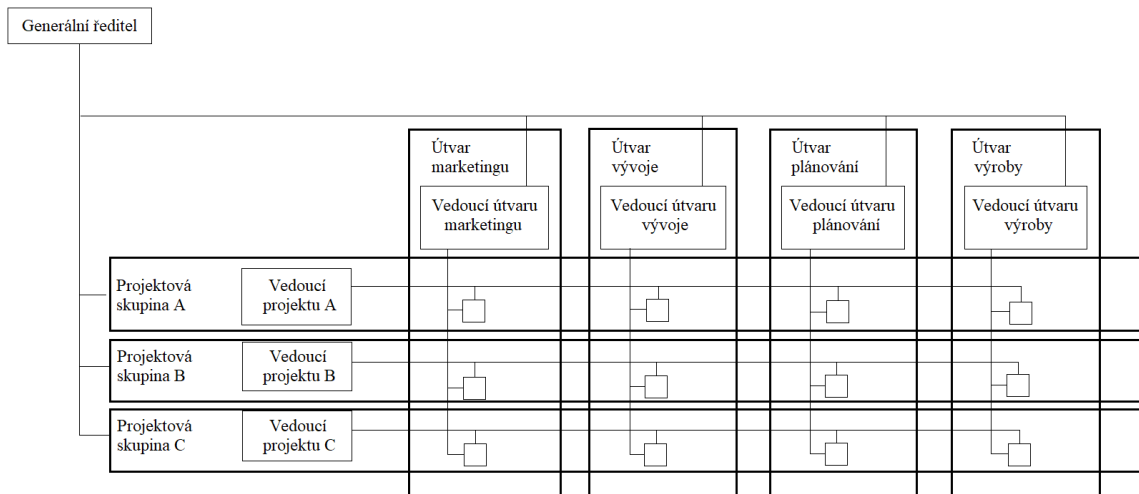 Generální ředitel
Útvar
marketingu
Útvar
vývoje
Útvar
plánování
Útvar
výroby
Vedoucí útvaru
marketingu
Vedoucí útvaru
vývoje
Vedoucí útvaru
plánování
Vedoucí útvaru
výroby
Projektová
skupina A
Vedoucí
projektu A
Projektová
skupina B
Vedoucí
projektu B
Projektová
skupina C
Vedoucí
projektu C